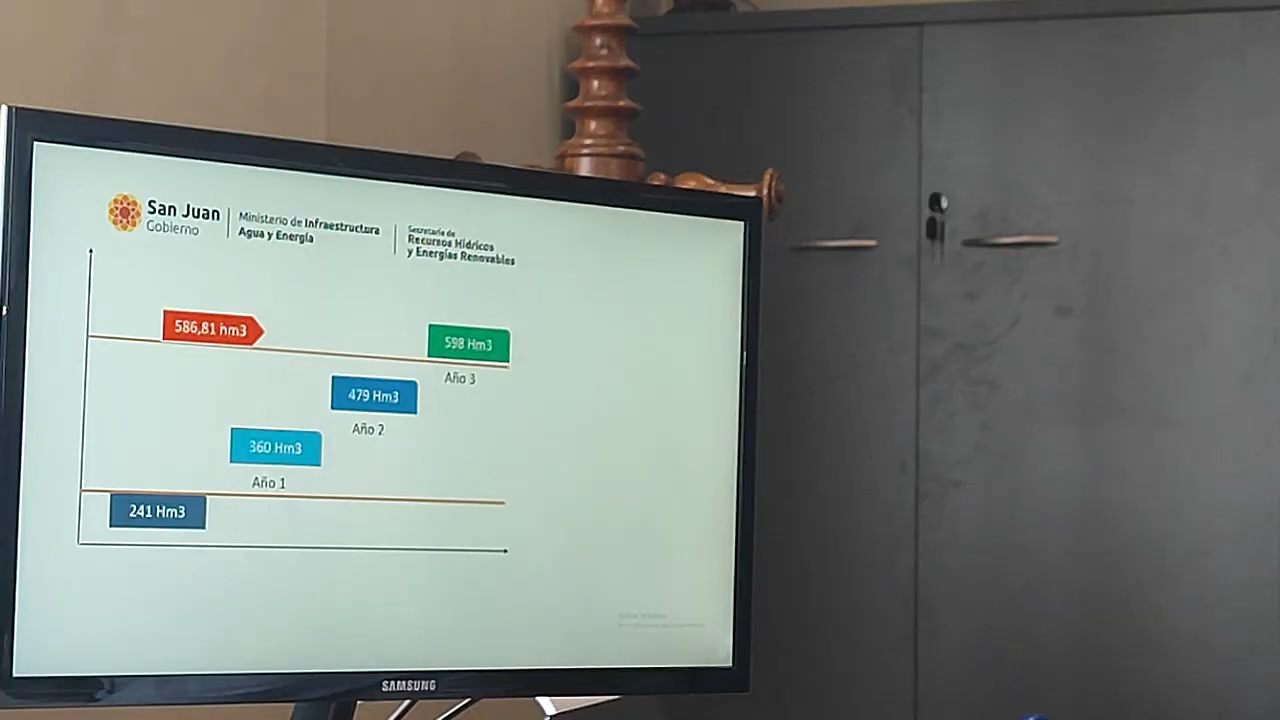 San Juan
Gobierno
Ministerio de Infraestructura
Agua y Energía
Secretaría de
Recursos Hídricos
y Energías Renovables
586,81 hm3
598 Hm3
Año 3
479 Hm3
Año 2
360 Hm3
Año 1
241 Hm3
SAMSUNG